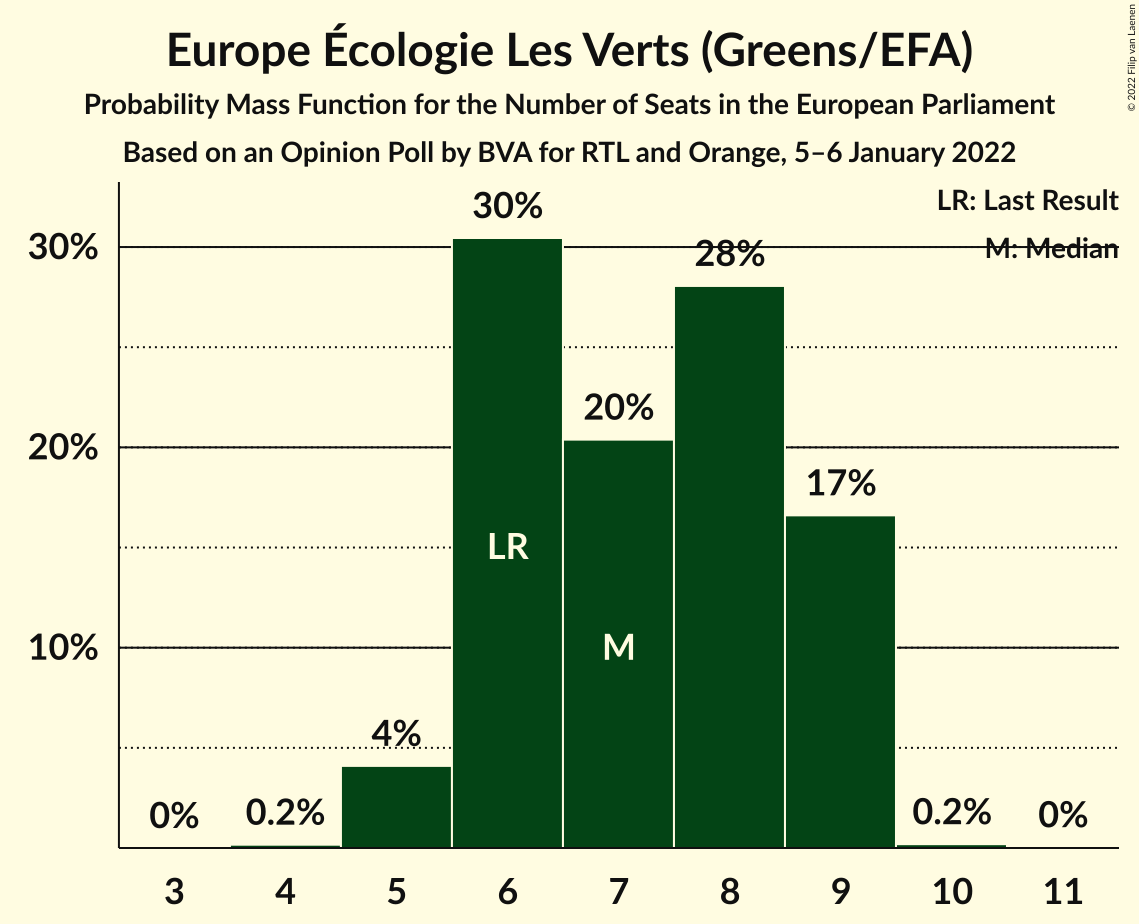 Europe Écologie Les Verts (Greens/EFA)
Probability Mass Function for the Number of Seats in the European Parliament
Based on an Opinion Poll by BVA for RTL and Orange, 5–6 January 2022
© 2022 Filip van Laenen
LR: Last Result
M: Median
30%
20%
10%
0%
0.2%
4%
30%
20%
28%
17%
0.2%
0%
LR
M
3 4 5 6 7 8 9 10 11